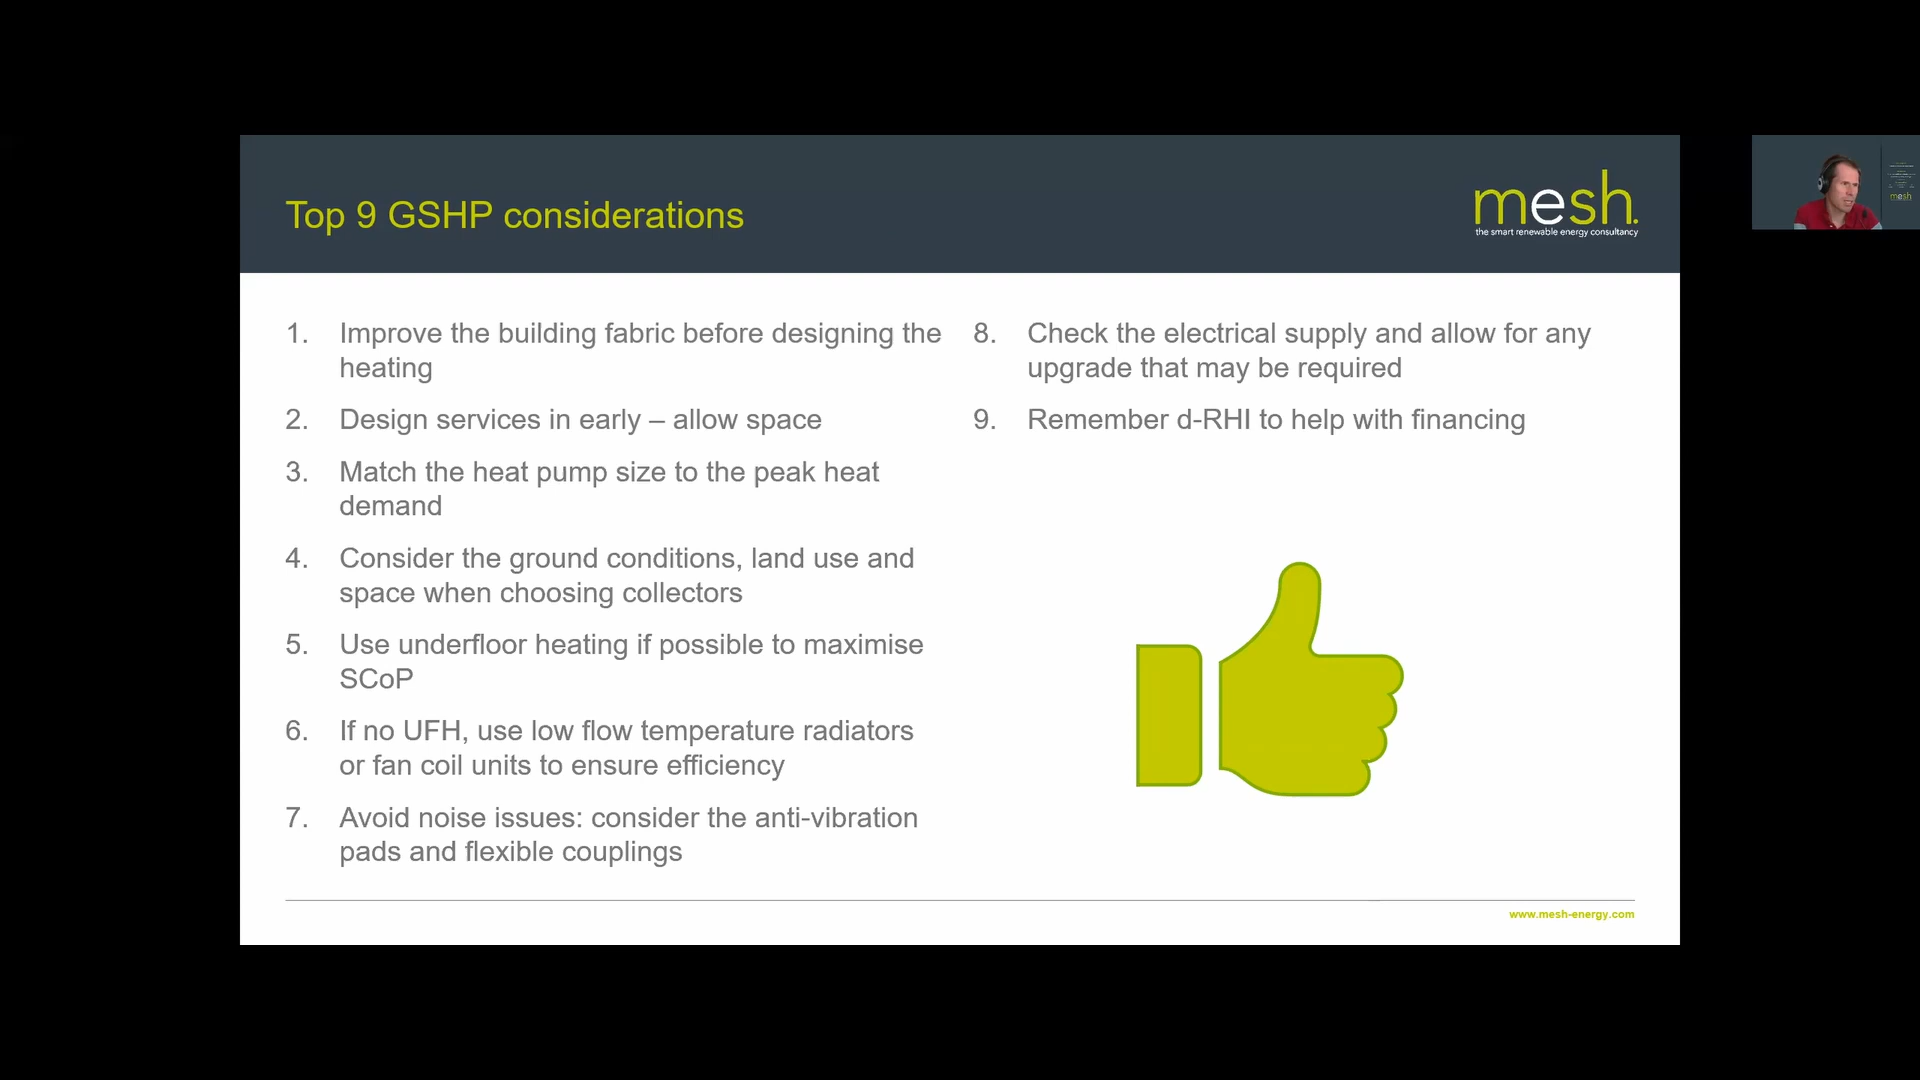 Top 9 GSHP considerations
mesh.
the smart renewable energy consultancy
1. Improve the building fabric before designing the
heating
2. Design services in early – allow space
3. Match the heat pump size to the peak heat
demand
4. Consider the ground conditions, land use and
space when choosing collectors
5. Use underfloor heating if possible to maximise
SCoP
6. If no UFH, use low flow temperature radiators
or fan coil units to ensure efficiency
7. Avoid noise issues: consider the anti-vibration
pads and flexible couplings
8. Check the electrical supply and allow for any
upgrade that may be required
9. Remember d-RHI to help with financing
www.mesh-energy.com
mesh